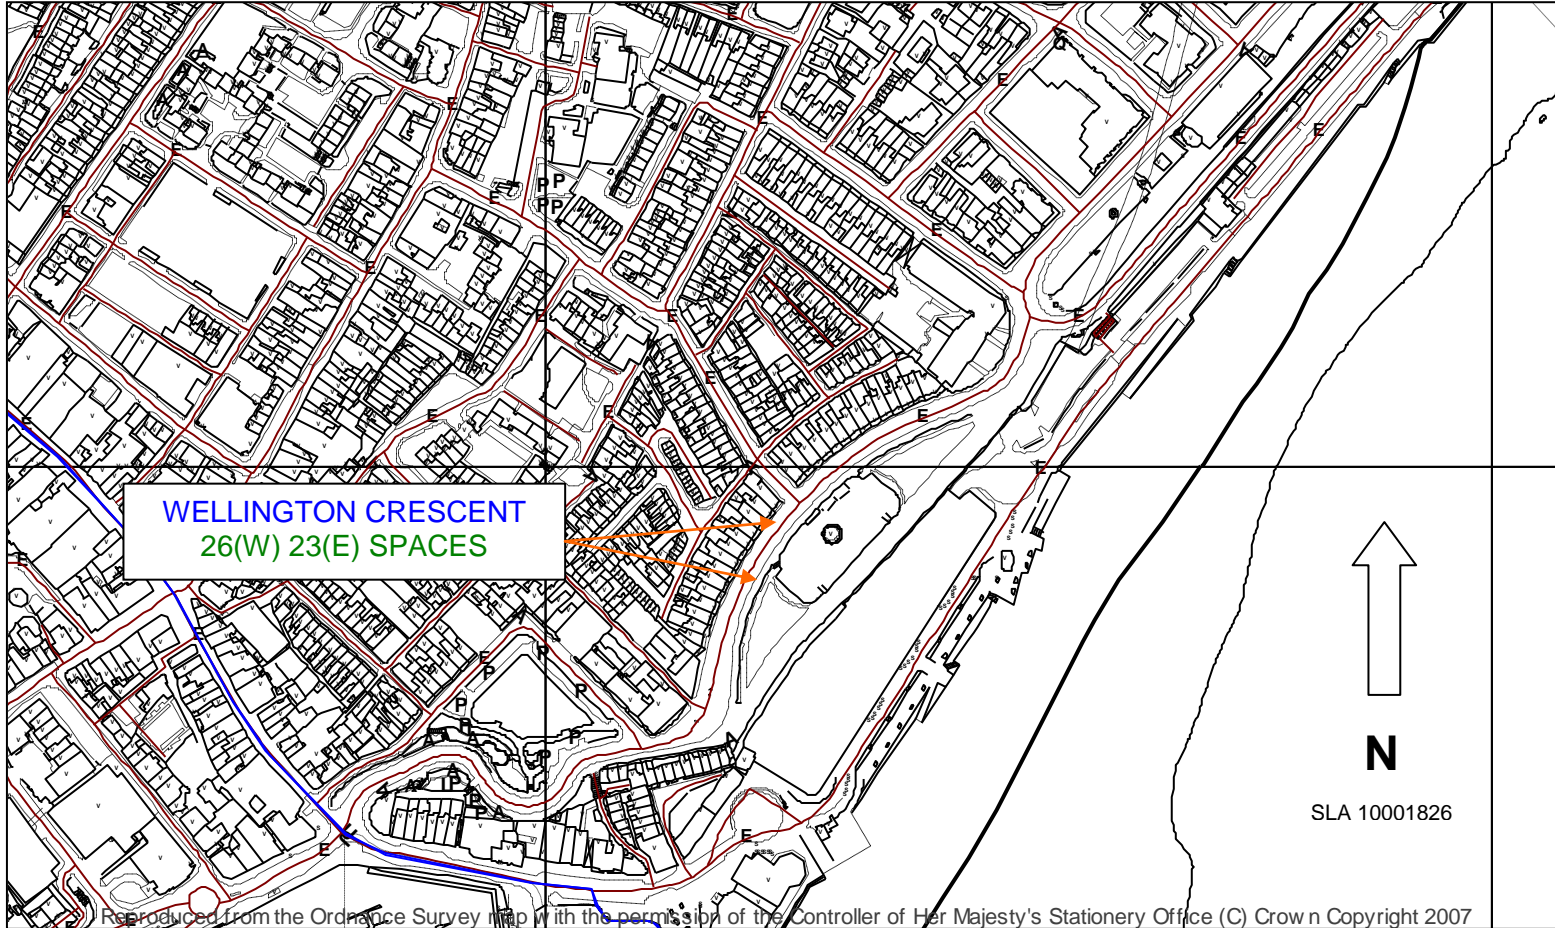 WELLINGTON CRESCENT
26(W) 23(E) SPACES
N
SLA 10001826
Reproduced from the Ordnance Survey map with the permission of the Controller of Her Majesty's Stationery Office (C) Crown Copyright 2007